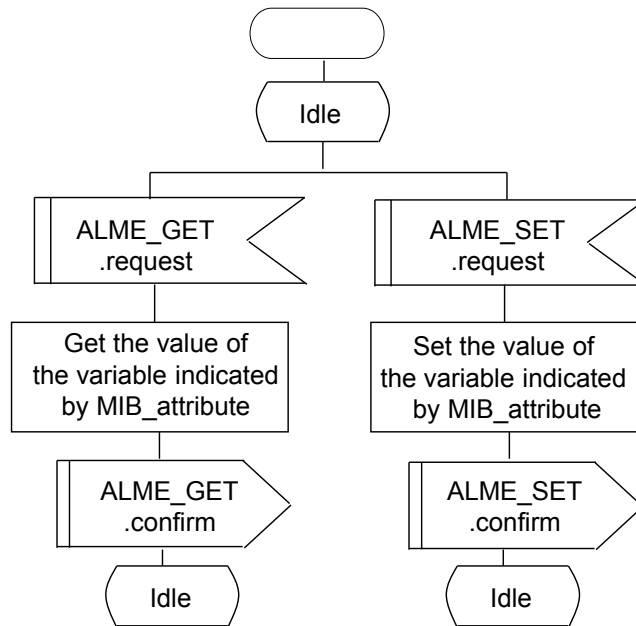 Idle
ALME_GET
.request
ALME_SET
.request
Get the value of
the variable indicated
by MIB_attribute
Set the value of
the variable indicated
by MIB_attribute
ALME_GET
.confirm
ALME_SET
.confirm
Idle
Idle